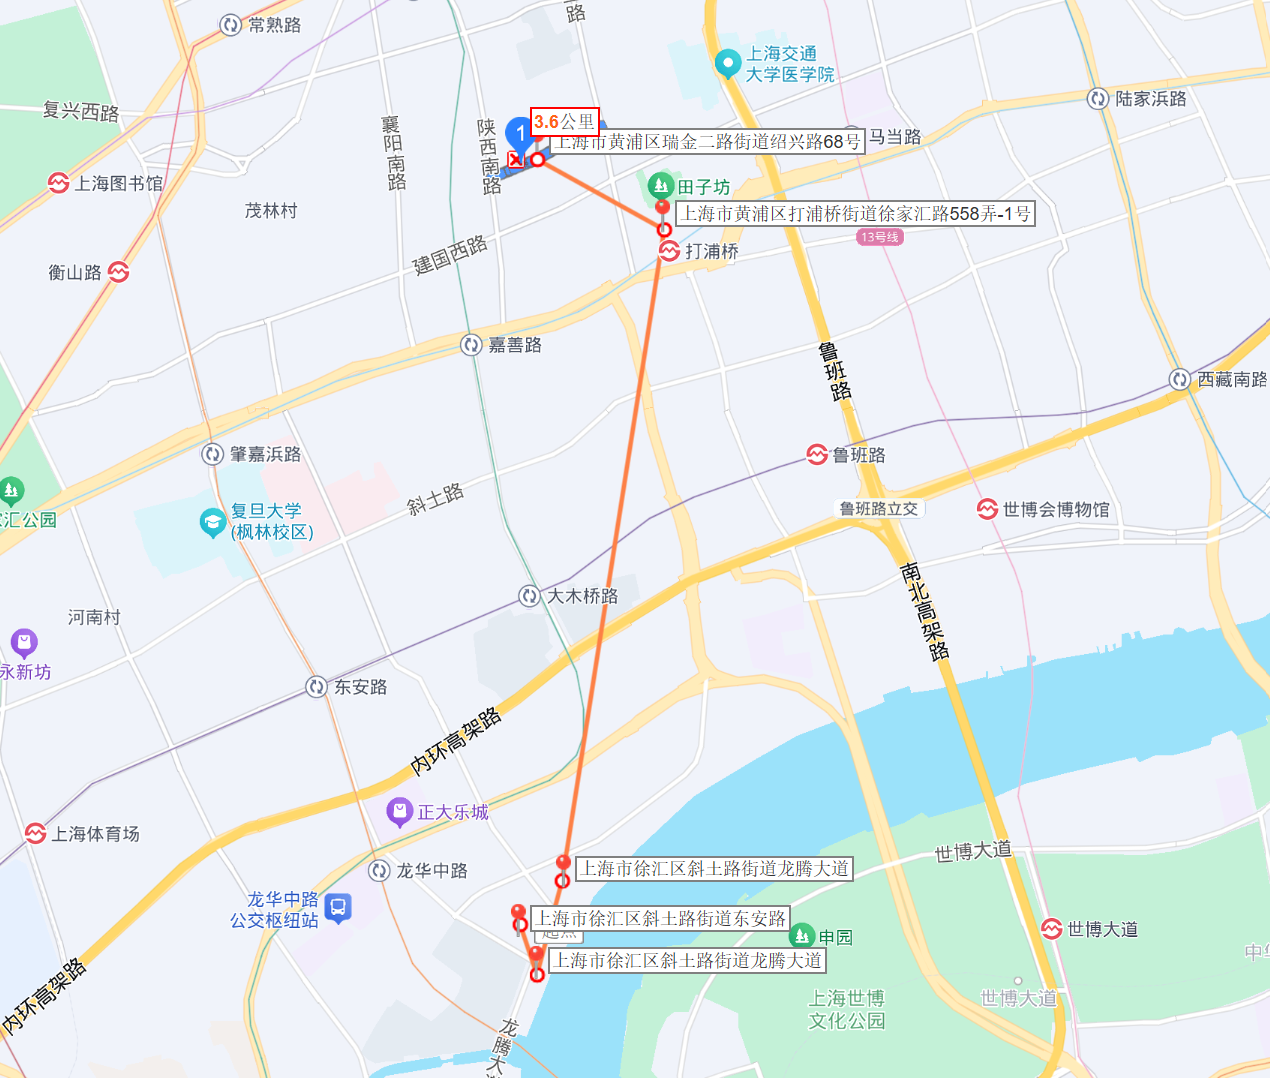 常熟路
路
上海交通
大学医学院
陆家浜路
复兴西路
襄阳南路
陕西南路
1
3.6公里
上海市黄浦区瑞金二路街道绍兴路68号
马当路
上海图书馆
茂林村
田子坊
上海市黄浦区打浦桥街道徐家汇路558弄-1号
13号线
打浦桥
建国西路
衡山路
嘉善路
鲁班路
西藏南路
肇嘉浜路
鲁班路
斜土路
汇公园
复旦大学
(枫林校区)
鲁班路立交
世博会博物馆
大木桥路
南北高架路
河南村
永新坊
东安路
内环高架路
正大乐城
上海体育场
龙华中路
世博大道
上海市徐汇区斜土路街道龙腾大道
龙华中路
公交枢纽站
上海市徐汇区斜土路街道东安路
申园
世博大道
上海市徐汇区斜土路街道龙腾大道
内环高架路
世博大道
上海世博
文化公园
龙腾大